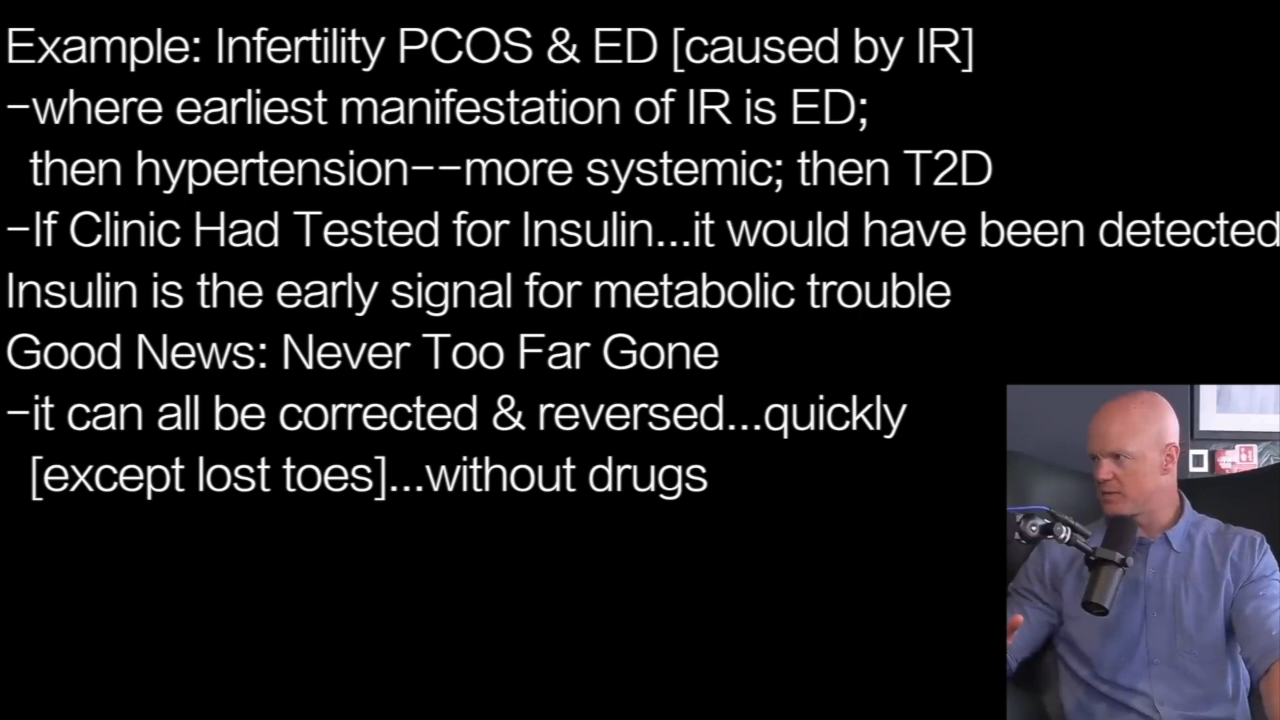 Example: Infertility PCOS & ED [caused by IR]
–where earliest manifestation of IR is ED;
then hypertension––more systemic; then T2D
–If Clinic Had Tested for Insulin...it would have been detected
Insulin is the early signal for metabolic trouble
Good News: Never Too Far Gone
–it can all be corrected & reversed...quickly
[except lost toes]...without drugs